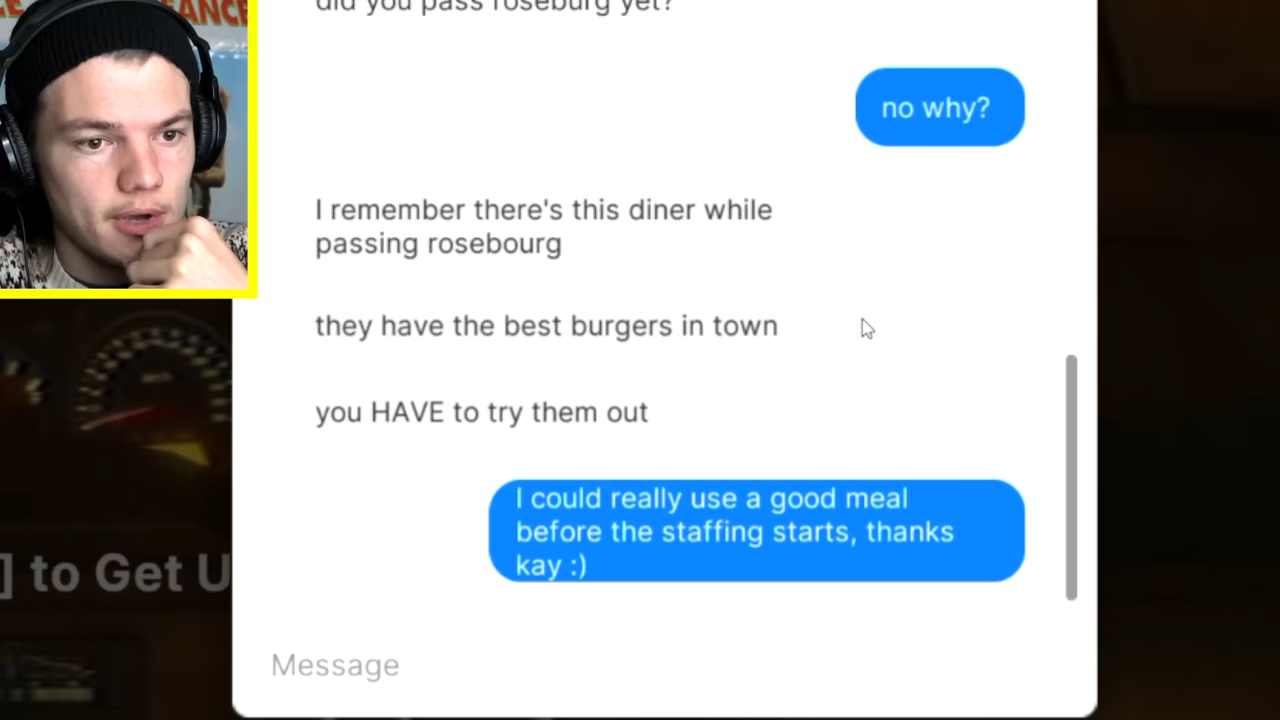 ANCE
did you pass roseburg yet?
no why?
I remember there's this diner while
passing rosebourg
they have the best burgers in town
you HAVE to try them out
I could really use a good meal
before the staffing starts, thanks
kay :)
] to Get U
Message